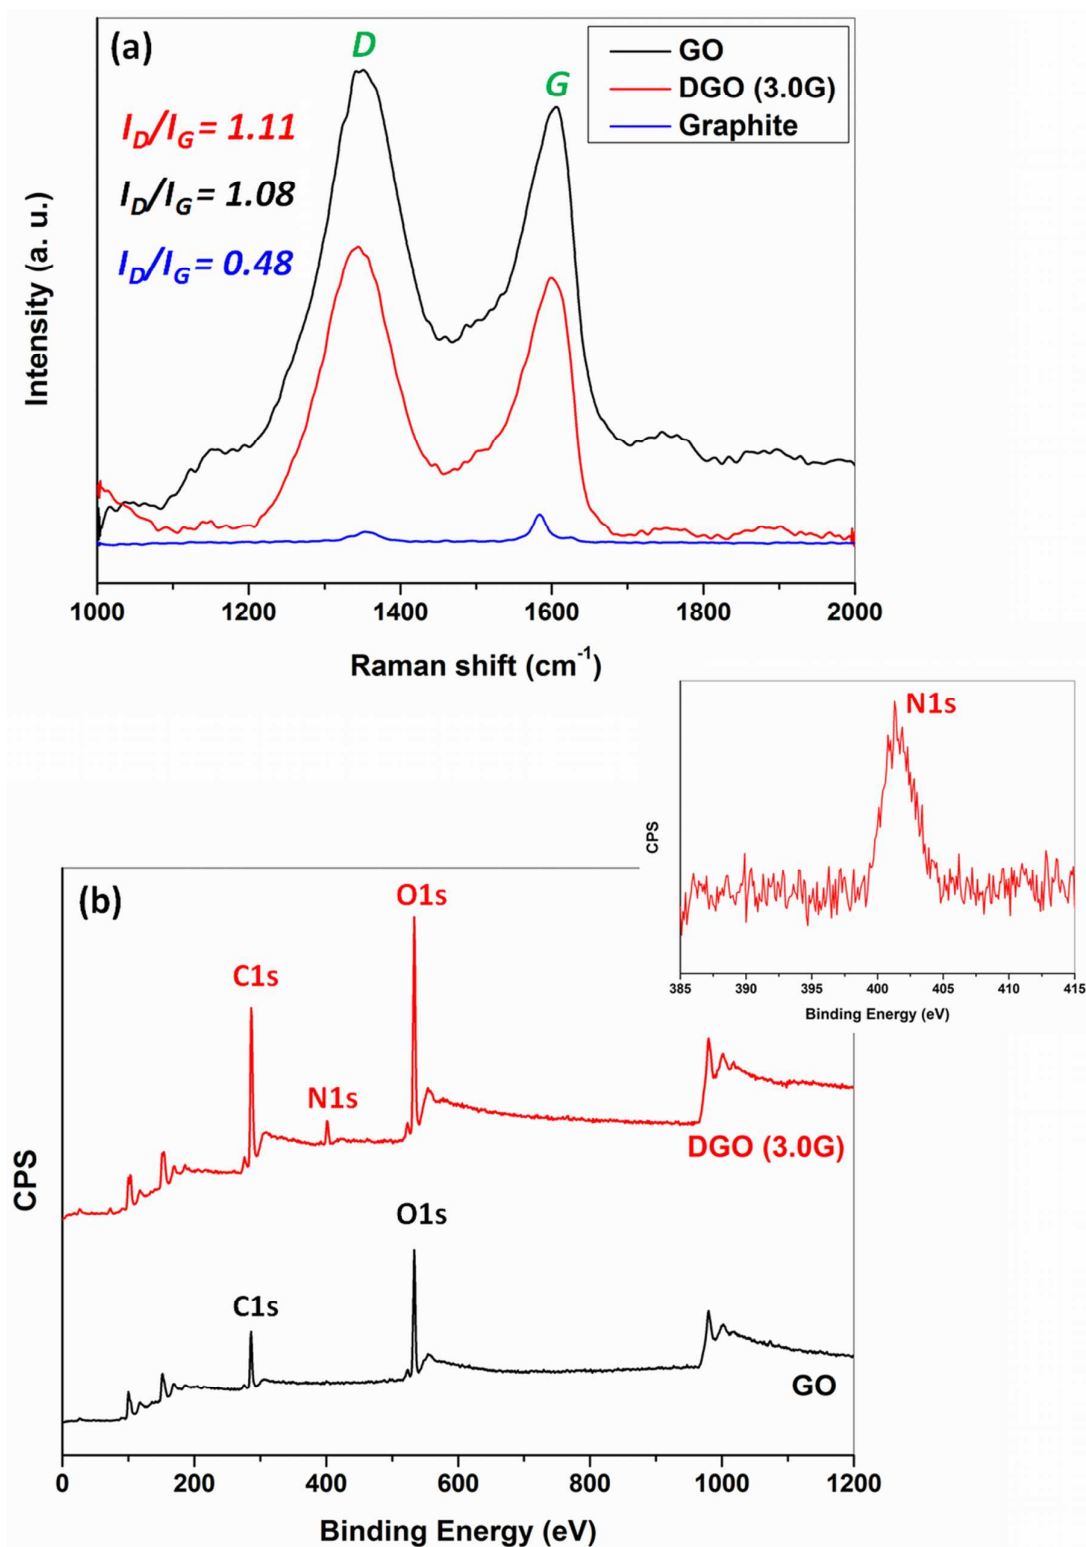 (a)
D
G
GO
DGO (3.0G)
Graphite
I_D/I_G = 1.11
I_D/I_G = 1.08
I_D/I_G = 0.48
Intensity (a. u.)
1000 1200 1400 1600 1800 2000
Raman shift (cm⁻¹)
N1s
CPS
385 390 395 400 405 410 415
Binding Energy (eV)
(b)
O1s
C1s
N1s
DGO (3.0G)
CPS
O1s
C1s
GO
0 200 400 600 800 1000 1200
Binding Energy (eV)